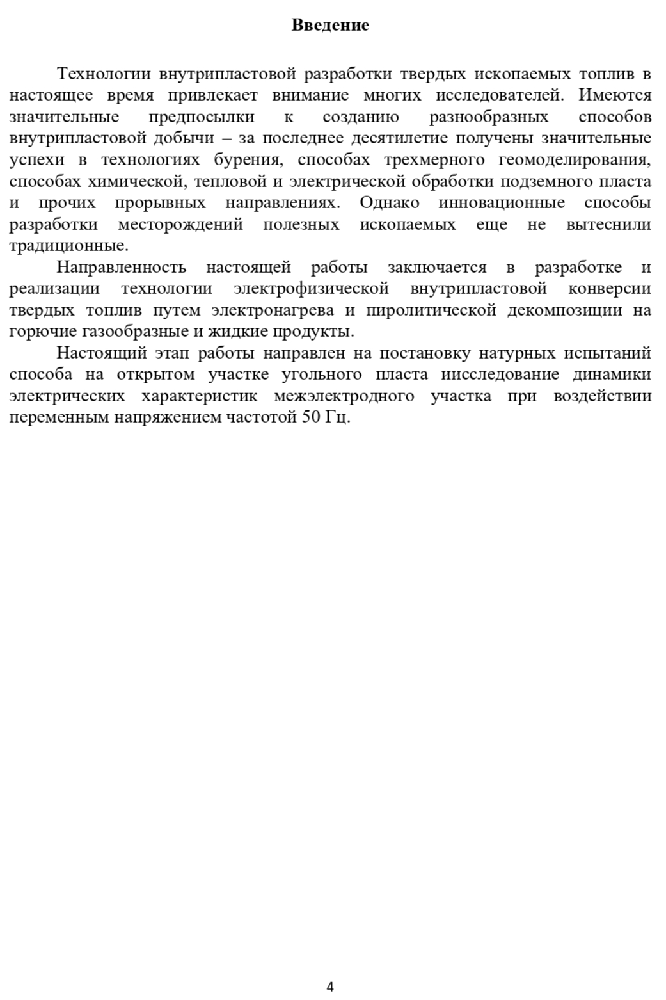 Введение
Технологии внутрипластовой разработки твердых ископаемых топлив в
настоящее время привлекает внимание многих исследователей. Имеются
значительные предпосылки к созданию разнообразных способов
внутрипластовой добычи – за последнее десятилетие получены значительные
успехи в технологиях бурения, способах трехмерного геомоделирования,
способах химической, тепловой и электрической обработки подземного пласта
и прочих прорывных направлениях. Однако инновационные способы
разработки месторождений полезных ископаемых еще не вытеснили
традиционные.
Направленность настоящей работы заключается в разработке и
реализации технологии электрофизической внутрипластовой конверсии
твердых топлив путем электронагрева и пиролитической декомпозиции на
горючие газообразные и жидкие продукты.
Настоящий этап работы направлен на постановку натурных испытаний
способа на открытом участке угольного пласта иисследование динамики
электрических характеристик межэлектродного участка при воздействии
переменным напряжением частотой 50 Гц.
4